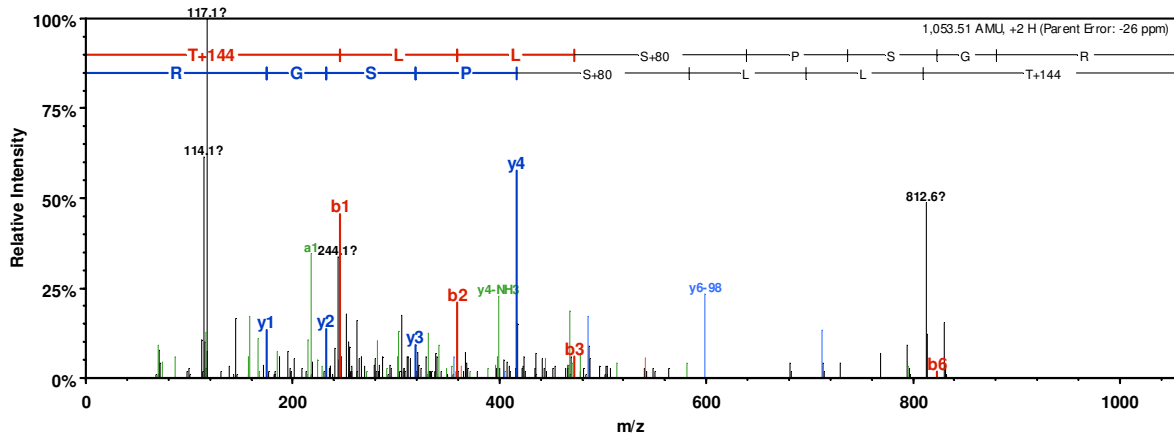 117.1?
100%
1,053.51 AMU, +2 H (Parent Error: -26 ppm)
T+144 L L S+80 P S G R
R G S P S+80 L L T+144
75%
114.1?
y4
50%
812.6?
b1
a1
244.1?
25%
y4-NH3
y6-98
b2
y1
y2
y3
b3
b6
0%
0 200 400 600 800 1000
m/z
Relative Intensity